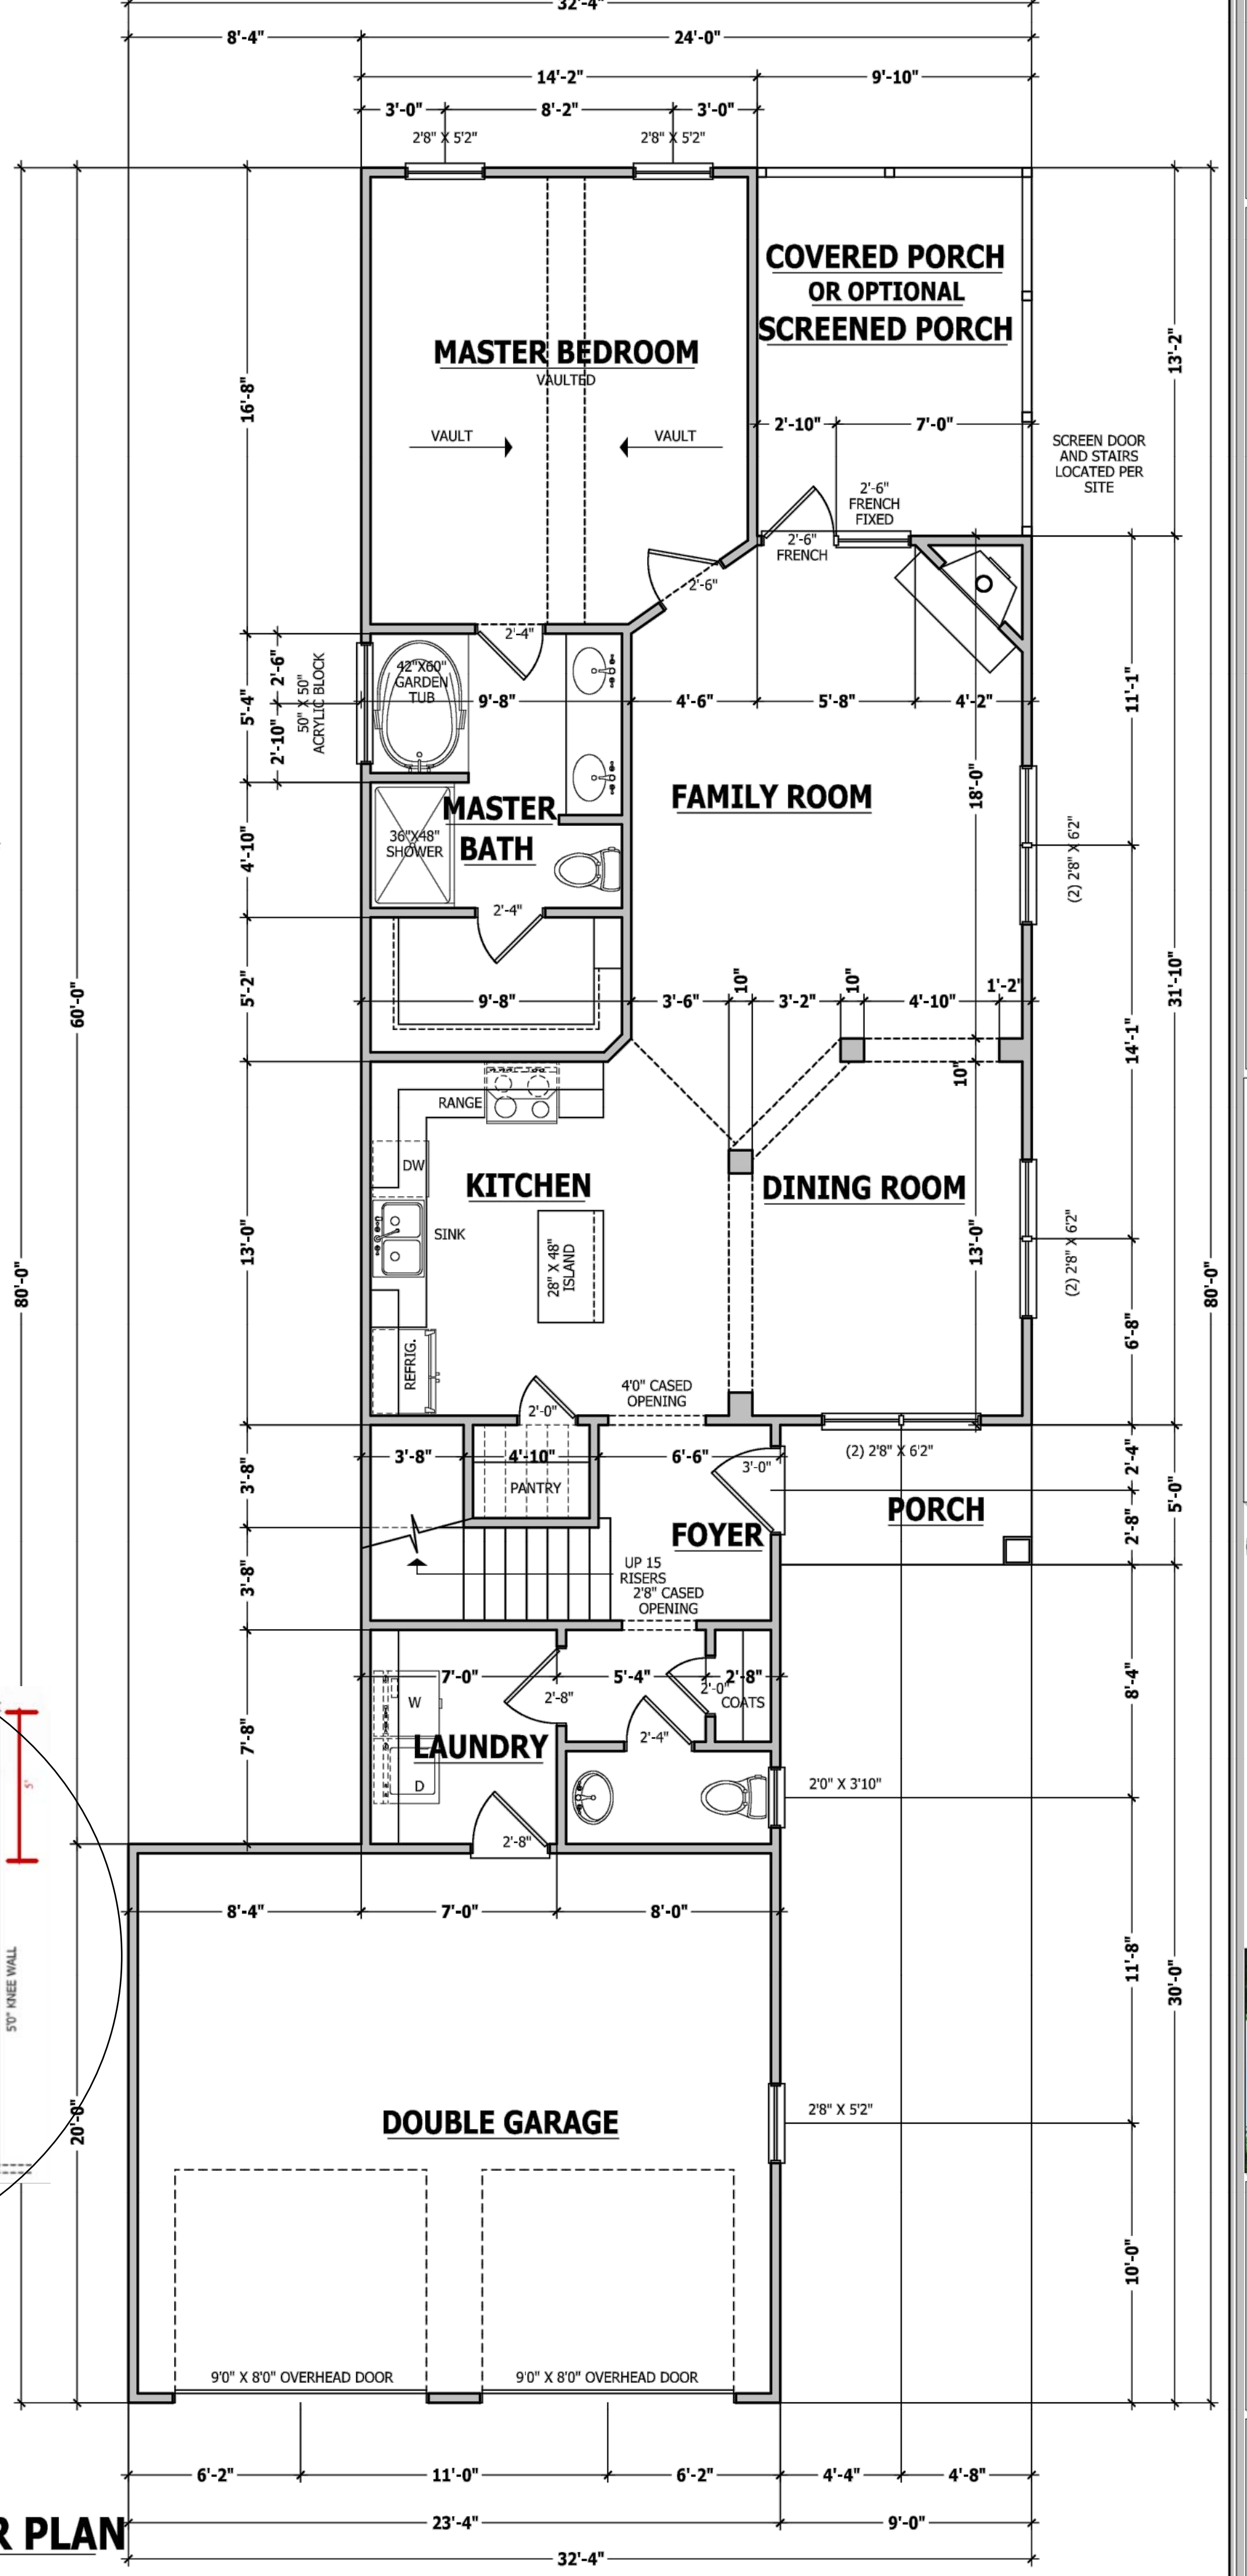 32'-4"
8'-4"
24'-0"
14'-2"
9'-10"
3'-0"
8'-2"
3'-0"
2'8" X 5'2"
2'8" X 5'2"
COVERED PORCH
OR OPTIONAL
SCREENED PORCH
MASTER BEDROOM
VAULTED
VAULT
VAULT
16'-8"
13'-2"
2'-10"
7'-0"
SCREEN DOOR
AND STAIRS
LOCATED PER
SITE
2'-6"
FRENCH
FIXED
2'-6"
FRENCH
2'-6"
2'-4"
42"X60"
GARDEN
TUB
50" X 50"
ACRYLIC BLOCK
2'-6"
2'-10"
5'-4"
9'-8"
4'-6"
5'-8"
4'-2"
11'-1"
18'-0"
FAMILY ROOM
MASTER
BATH
36"X48"
SHOWER
4'-10"
(2) 2'8" X 6'2"
2'-4"
5'-2"
9'-8"
3'-6"
10"
3'-2"
10"
4'-10"
1'-2"
31'-10"
60'-0"
14'-1"
10"
RANGE
DW
KITCHEN
DINING ROOM
SINK
28" X 48"
ISLAND
13'-0"
13'-0"
(2) 2'8" X 6'2"
80'-0"
80'-0"
6'-8"
REFRIG.
4'0" CASED
OPENING
2'-0"
(2) 2'8" X 6'2"
3'-8"
4'-10"
6'-6"
3'-0"
2'-4"
3'-8"
PANTRY
PORCH
5'-0"
2'-8"
FOYER
UP 15
RISERS
3'-8"
2'8" CASED
OPENING
7'-0"
5'-4"
2'-8"
8'-4"
W
2'-8"
2'-0"
COATS
7'-8"
LAUNDRY
2'-4"
D
2'0" X 3'10"
2'-8"
5'
8'-4"
7'-0"
8'-0"
5'0" KNEE WALL
11'-8"
30'-0"
20'-0"
DOUBLE GARAGE
2'8" X 5'2"
10'-0"
9'0" X 8'0" OVERHEAD DOOR
9'0" X 8'0" OVERHEAD DOOR
6'-2"
11'-0"
6'-2"
4'-4"
4'-8"
23'-4"
9'-0"
R PLAN
32'-4"